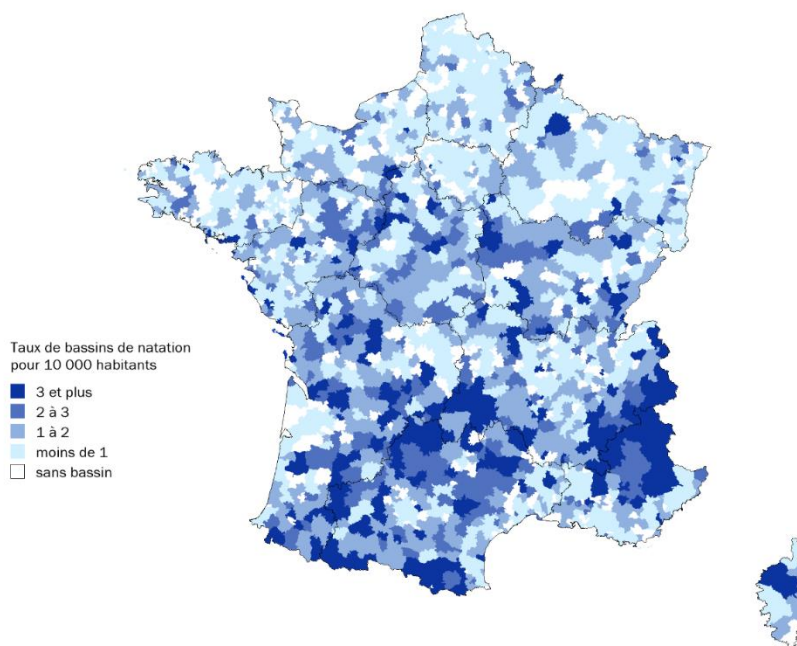 Taux de bassins de natation
pour 10 000 habitants
3 et plus
2 à 3
1 à 2
moins de 1
sans bassin